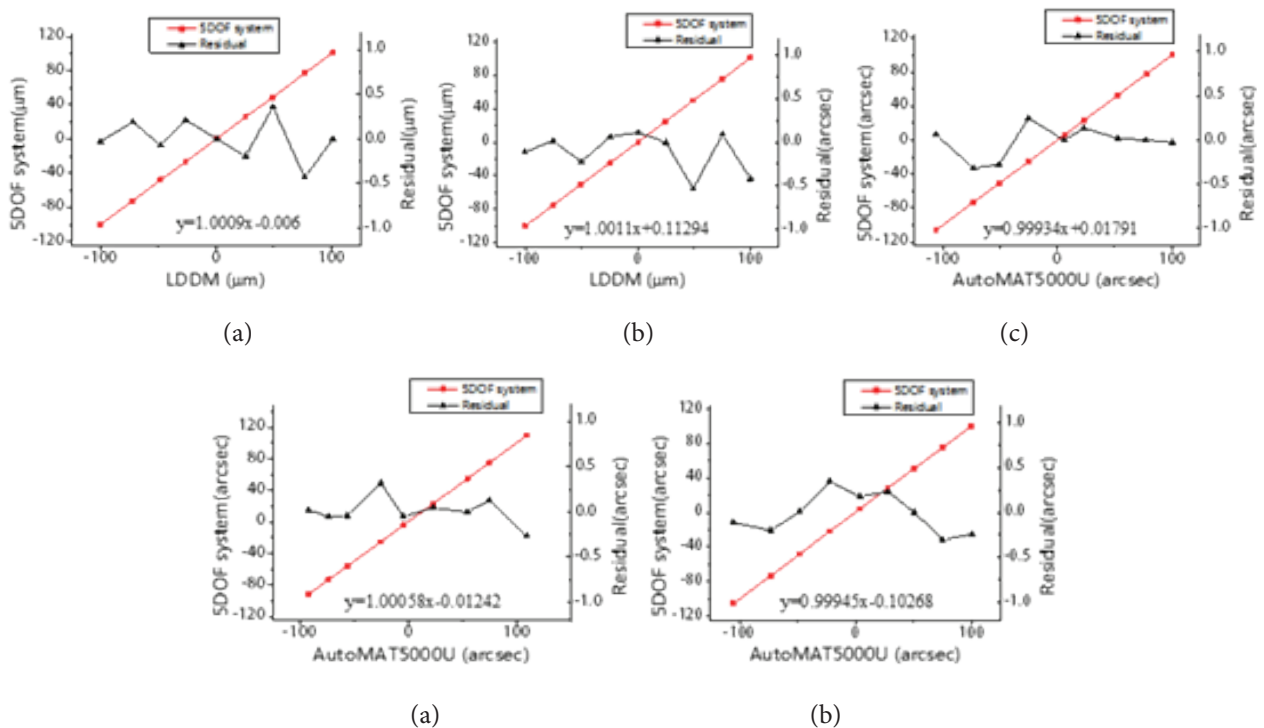 5DOF system
Residual
5DOF system(μm)
120
80
40
0
-40
-80
-120
1.0
0.5
0.0
-0.5
-1.0
Residual(μm)
y=1.0009x-0.006
-100
0
100
LDDM (μm)
(a)
5DOF system
Residual
5DOF system(μm)
120
80
40
0
-40
-80
-120
1.0
0.5
0.0
-0.5
-1.0
Residual(arcsec)
y=1.0011x+0.11294
-100
0
100
LDDM (μm)
(b)
5DOF system
Residual
5DOF system(arcsec)
120
80
40
0
-40
-80
-120
1.0
0.5
0.0
-0.5
-1.0
Residual(arcsec)
y=0.99934x+0.01791
-100
0
100
AutoMAT5000U (arcsec)
(c)
5DOF system
Residual
5DOF system(arcsec)
120
80
40
0
-40
-80
-120
1.0
0.5
0.0
-0.5
-1.0
Residual(arcsec)
y=1.00058x-0.01242
-100
0
100
AutoMAT5000U (arcsec)
(a)
5DOF system
Residual
5DOF system(arcsec)
120
80
40
0
-40
-80
-120
1.0
0.5
0.0
-0.5
-1.0
Residual(arcsec)
y=0.99945x-0.10268
-100
0
100
AutoMAT5000U (arcsec)
(b)